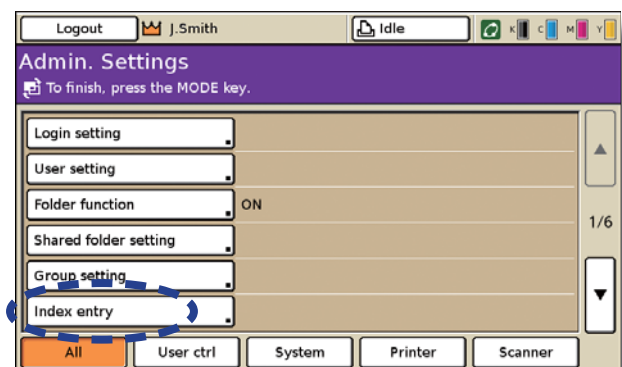 Logout J.Smith Idle K C M Y
Admin. Settings
To finish, press the MODE key.
Login setting
User setting
Folder function ON
Shared folder setting
1/6
Group setting
Index entry
All User ctrl System Printer Scanner